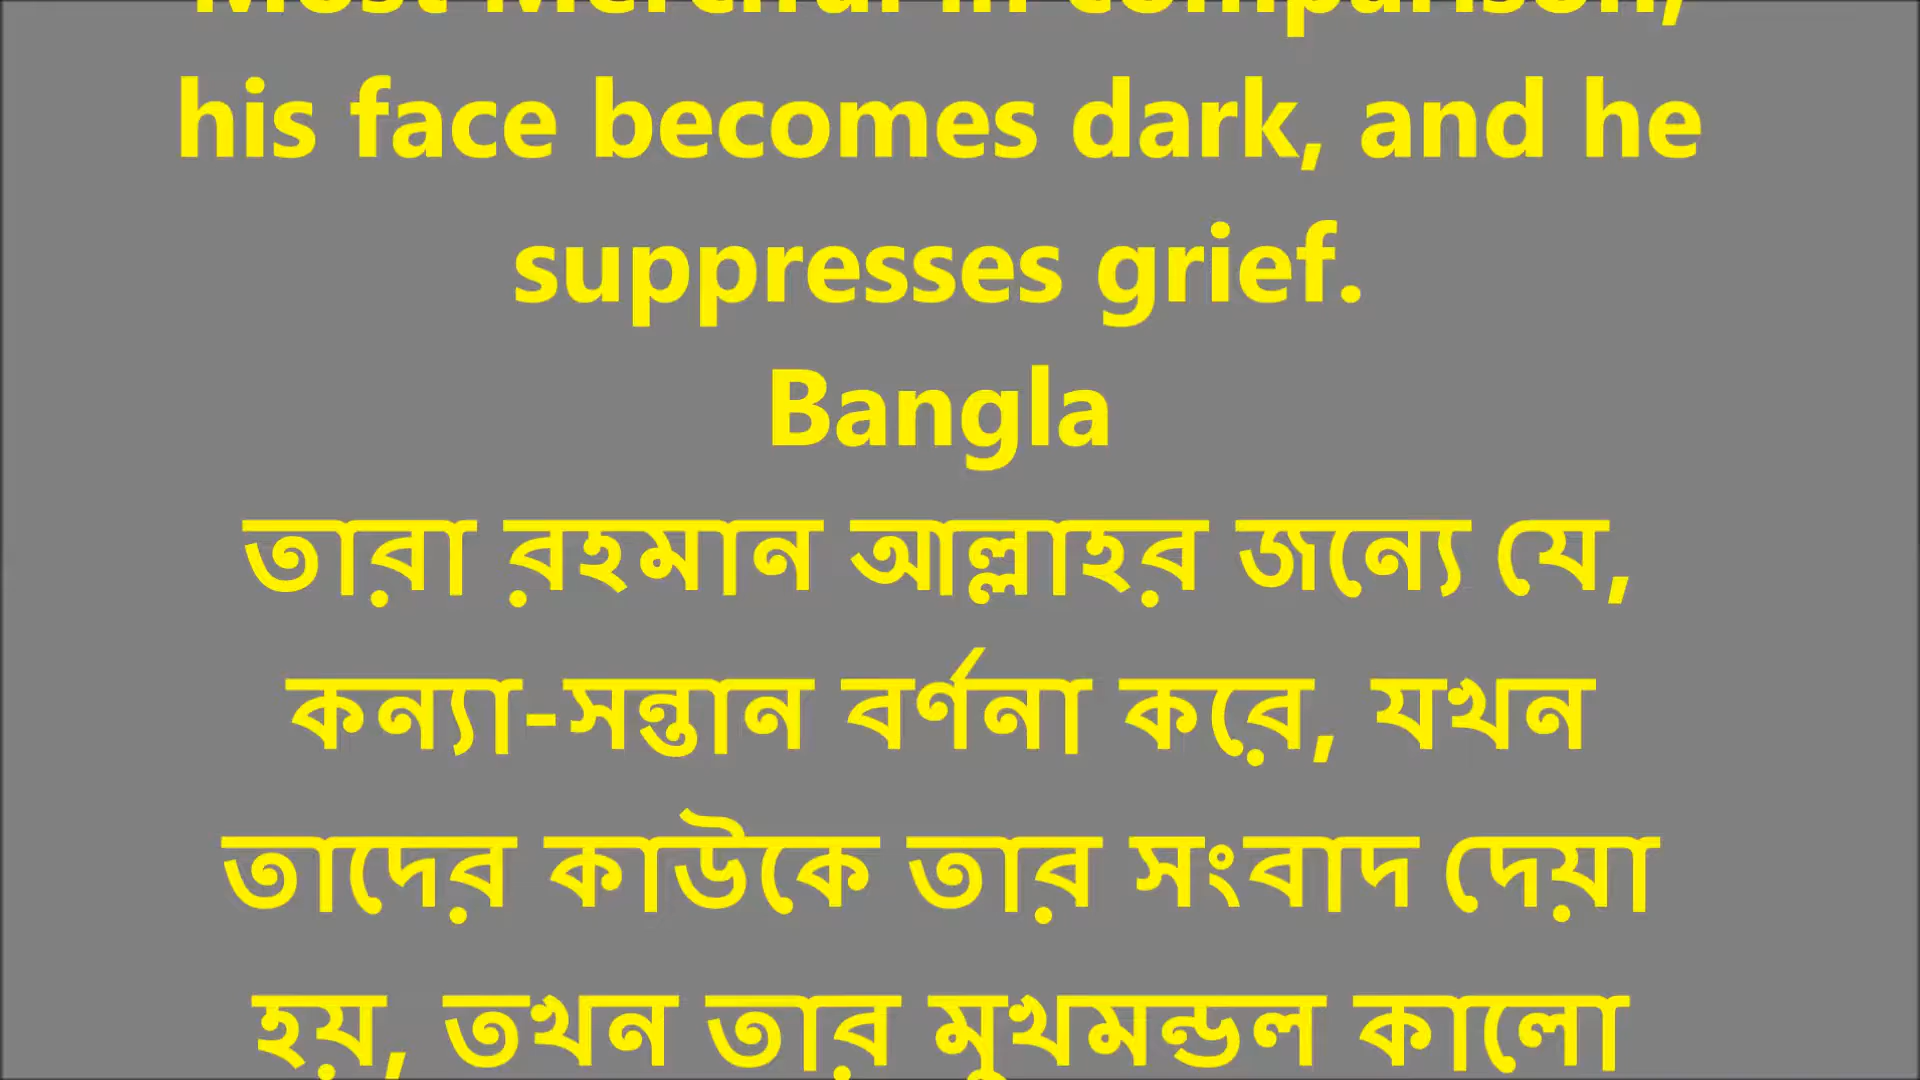 Most Merciful in comparison,
his face becomes dark, and he
suppresses grief.
Bangla
তারা রহমান আল্লাহর জন্যে যে,
কন্যা-সন্তান বর্ণনা করে, যখন
তাদের কাউকে তার সংবাদ দেয়া
হয়, তখন তার মুখমন্ডল কালো